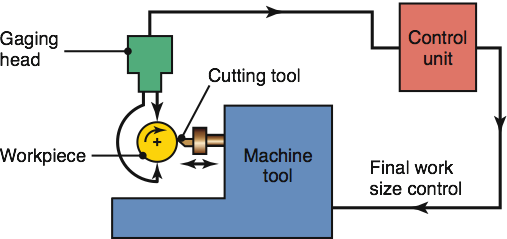 Gaging
head
Control
unit
Cutting tool
Workpiece
Machine
tool
Final work
size control